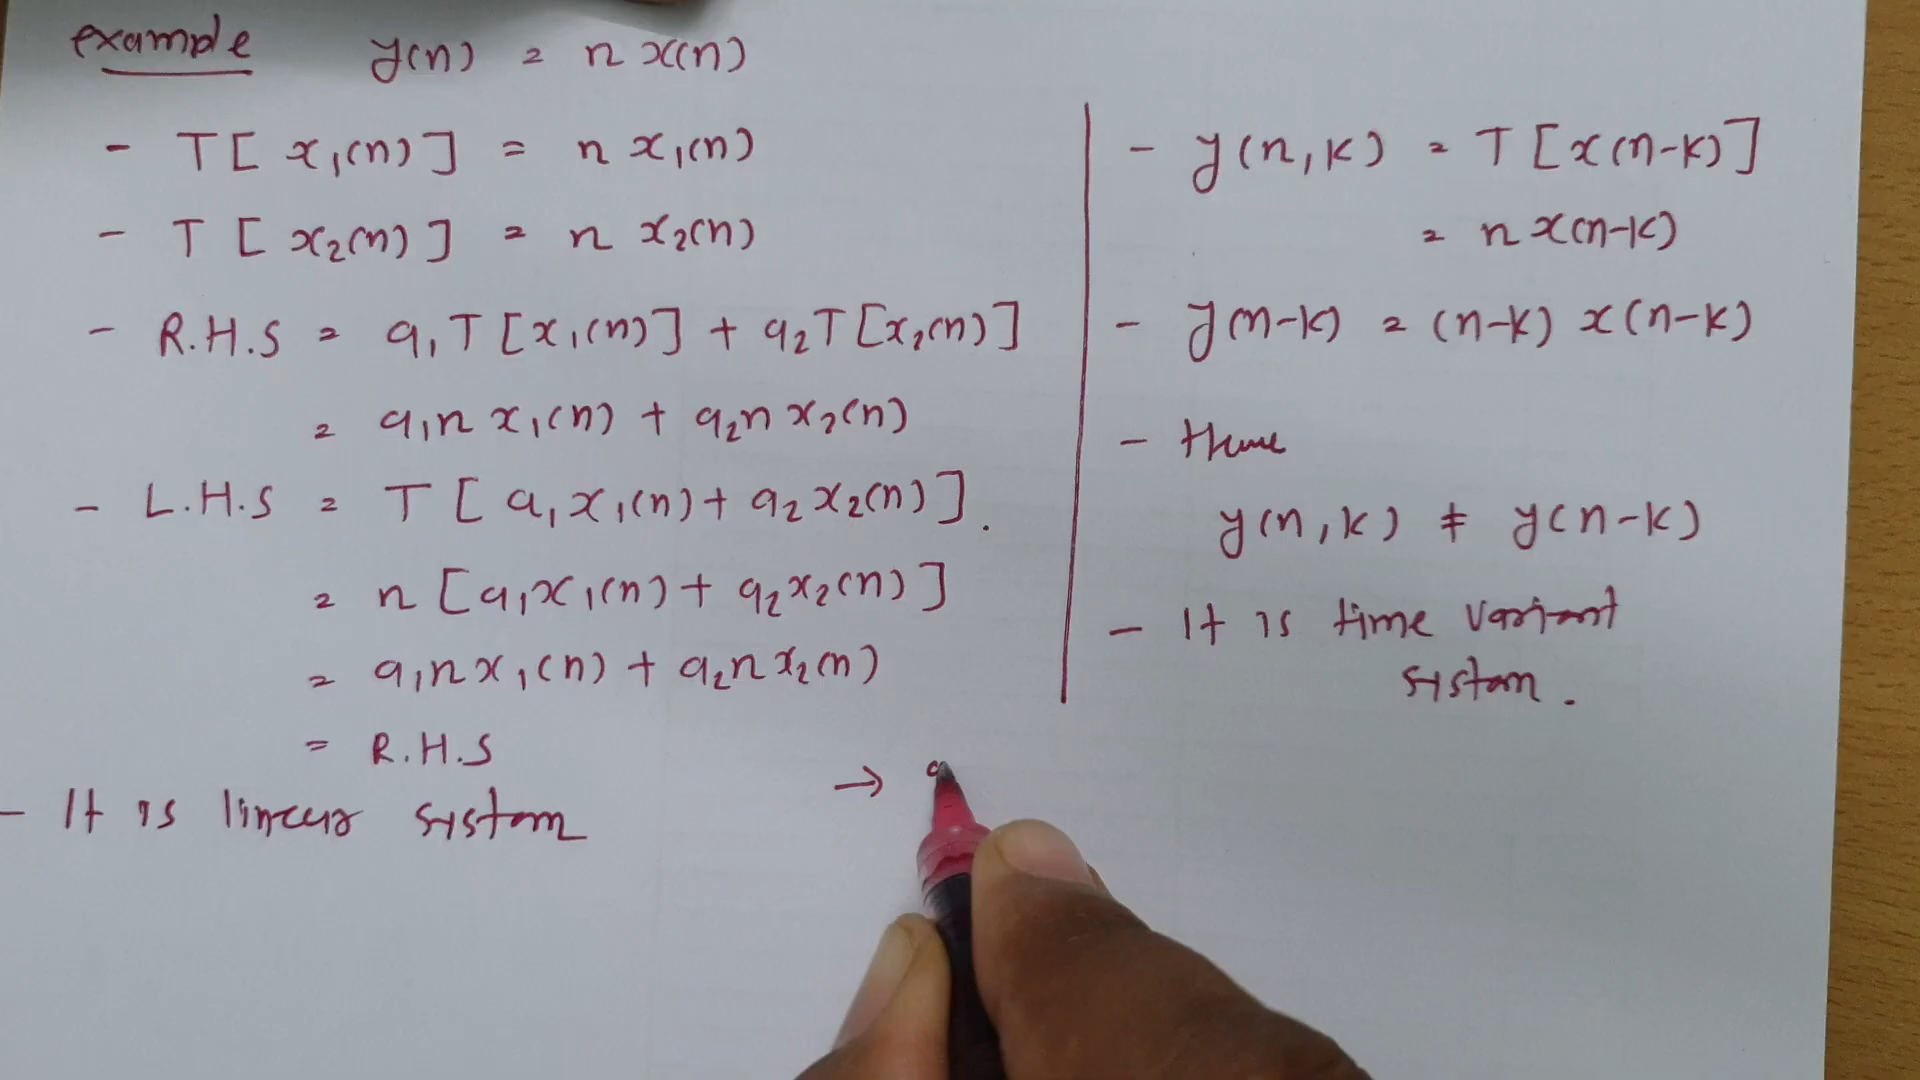 example y(n) = n x(n)
- T[x₁(n)] = n x₁(n)
- T[x₂(n)] = n x₂(n)
- R.H.S = a₁T[x₁(n)] + a₂T[x₂(n)]
= a₁n x₁(n) + a₂n x₂(n)
- L.H.S = T[a₁x₁(n) + a₂x₂(n)].
= n[a₁x₁(n) + a₂x₂(n)]
= a₁n x₁(n) + a₂n x₂(n)
= R.H.S
- It is linear system
- y(n,k) = T[x(n-k)]
= n x(n-k)
- y(n-k) = (n-k) x(n-k)
-
y(n,k) ≠ y(n-k)
- It is time variant
system.
→